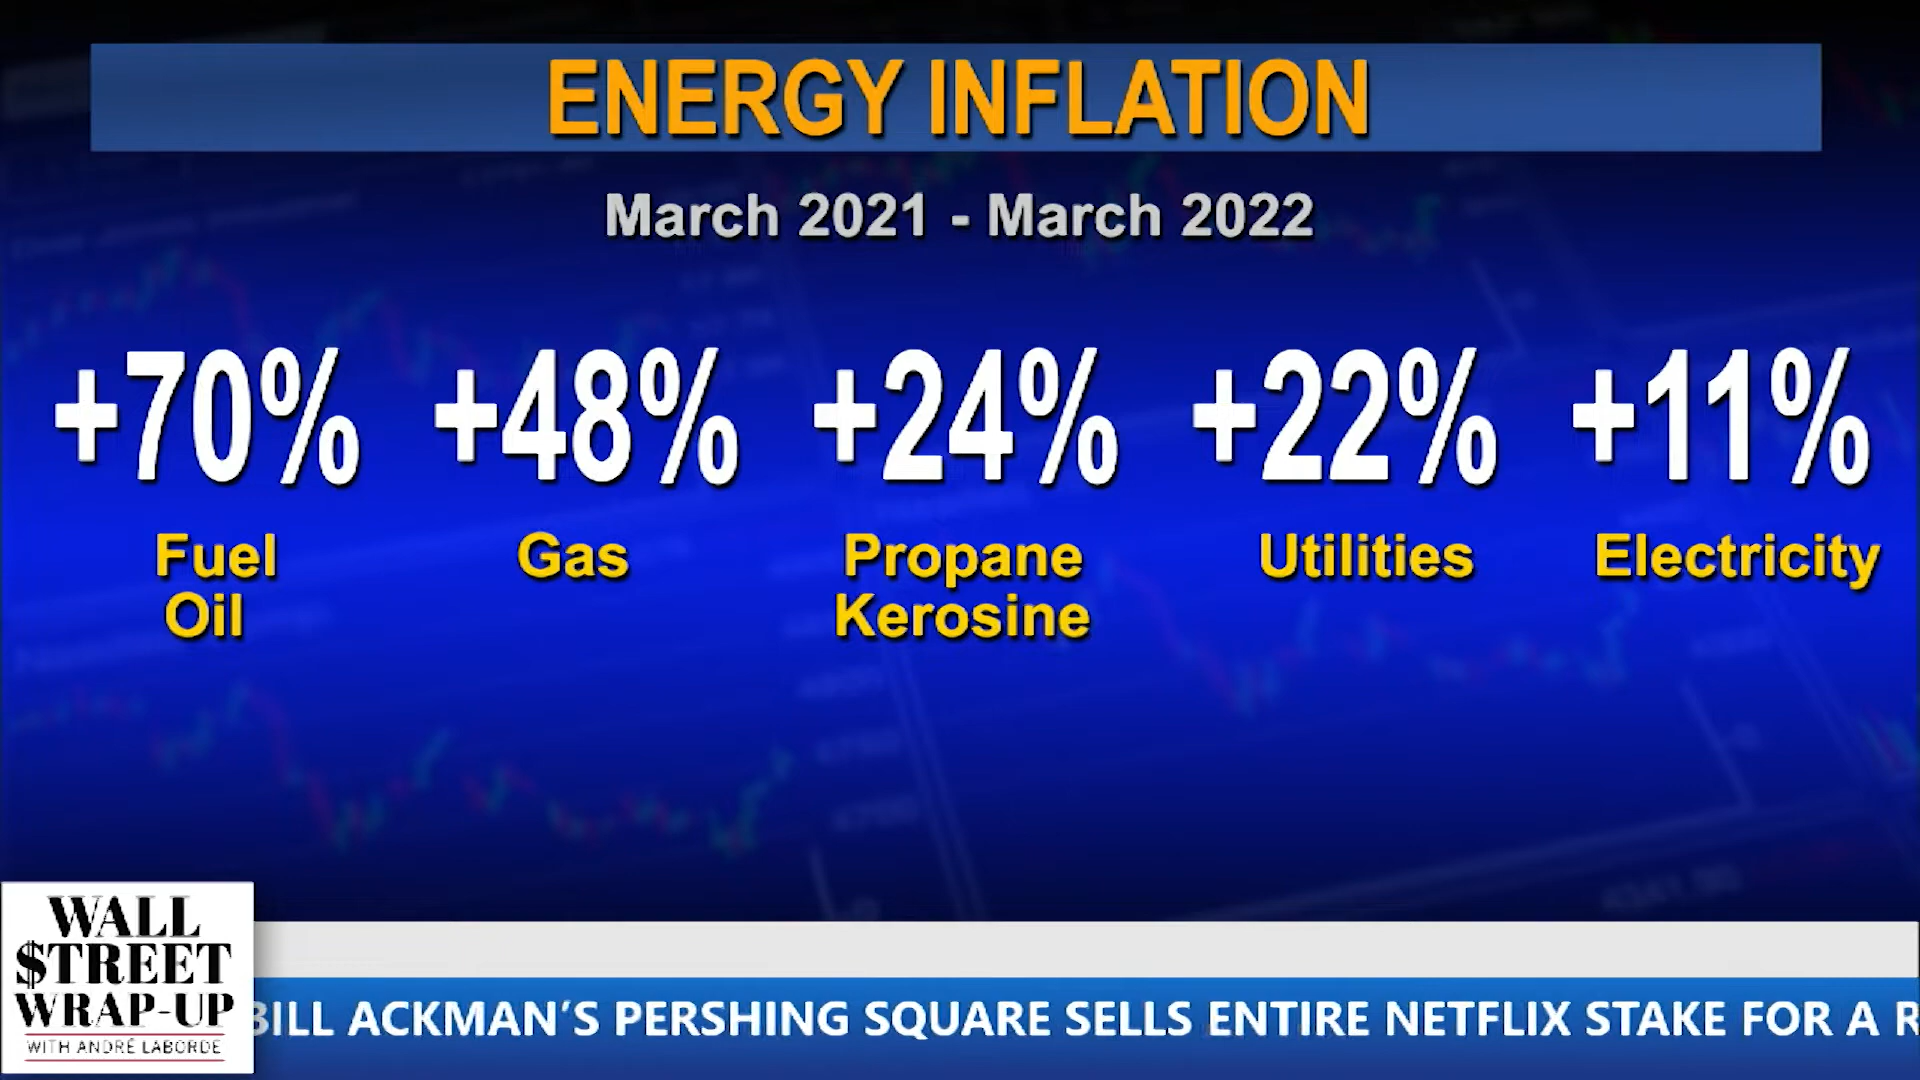 ENERGY INFLATION
March 2021 - March 2022
+70% +48% +24% +22% +11%
Fuel Gas Propane Utilities Electricity
Oil Kerosine
WALL
$TREET
WRAP-UP
WITH ANDRÉ LABORDE
BILL ACKMAN'S PERSHING SQUARE SELLS ENTIRE NETFLIX STAKE FOR A